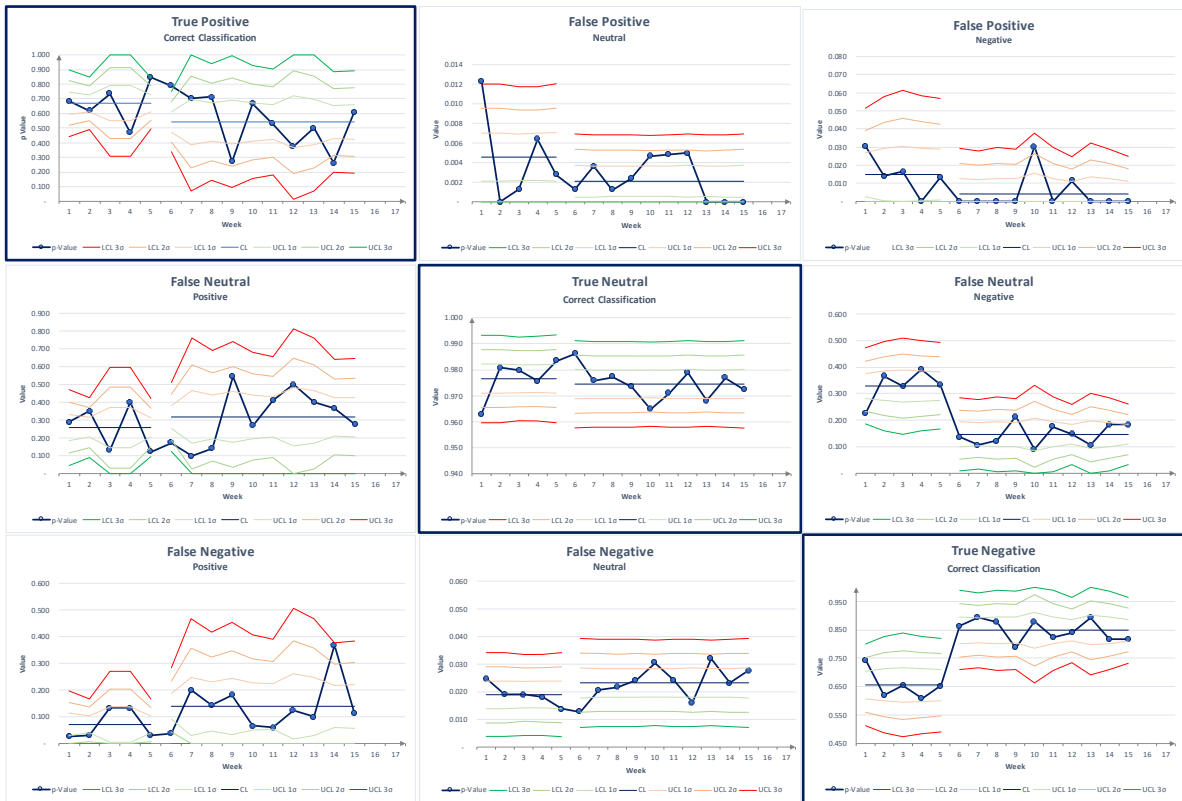 True Positive
Correct Classification
1.000
0.900
0.800
0.700
0.600
0.500
0.400
0.300
0.200
0.100
-
p Value
1 2 3 4 5 6 7 8 9 10 11 12 13 14 15 16 17
Week
p-Value LCL 3σ LCL 2σ LCL 1σ CL UCL 1σ UCL 2σ UCL 3σ
False Positive
Neutral
0.014
0.012
0.010
0.008
0.006
0.004
0.002
-
Value
1 2 3 4 5 6 7 8 9 10 11 12 13 14 15 16 17
Week
p-Value LCL 3σ LCL 2σ LCL 1σ CL UCL 1σ UCL 2σ UCL 3σ
False Positive
Negative
0.080
0.070
0.060
0.050
0.040
0.030
0.020
0.010
-
Value
1 2 3 4 5 6 7 8 9 10 11 12 13 14 15 16 17
Week
p-Value LCL 3σ LCL 2σ LCL 1σ CL UCL 1σ UCL 2σ UCL 3σ
False Neutral
Positive
0.900
0.800
0.700
0.600
0.500
0.400
0.300
0.200
0.100
-
Value
1 2 3 4 5 6 7 8 9 10 11 12 13 14 15 16 17
Week
p-Value LCL 3σ LCL 2σ LCL 1σ CL UCL 1σ UCL 2σ UCL 3σ
True Neutral
Correct Classification
1.000
0.990
0.980
0.970
0.960
0.950
0.940
Value
1 2 3 4 5 6 7 8 9 10 11 12 13 14 15 16 17
Week
p-Value LCL 3σ LCL 2σ LCL 1σ CL UCL 1σ UCL 2σ UCL 3σ
False Neutral
Negative
0.600
0.500
0.400
0.300
0.200
0.100
-
Value
1 2 3 4 5 6 7 8 9 10 11 12 13 14 15 16 17
Week
p-Value LCL 3σ LCL 2σ LCL 1σ CL UCL 1σ UCL 2σ UCL 3σ
False Negative
Positive
0.600
0.500
0.400
0.300
0.200
0.100
-
Value
1 2 3 4 5 6 7 8 9 10 11 12 13 14 15 16 17
Week
p-Value LCL 3σ LCL 2σ LCL 1σ CL UCL 1σ UCL 2σ UCL 3σ
False Negative
Neutral
0.060
0.050
0.040
0.030
0.020
0.010
-
Value
1 2 3 4 5 6 7 8 9 10 11 12 13 14 15 16 17
Week
p-Value LCL 3σ LCL 2σ LCL 1σ CL UCL 1σ UCL 2σ UCL 3σ
True Negative
Correct Classification
0.950
0.850
0.750
0.650
0.550
0.450
Value
1 2 3 4 5 6 7 8 9 10 11 12 13 14 15 16 17
Week
p-Value LCL 3σ LCL 2σ LCL 1σ CL UCL 1σ UCL 2σ UCL 3σ